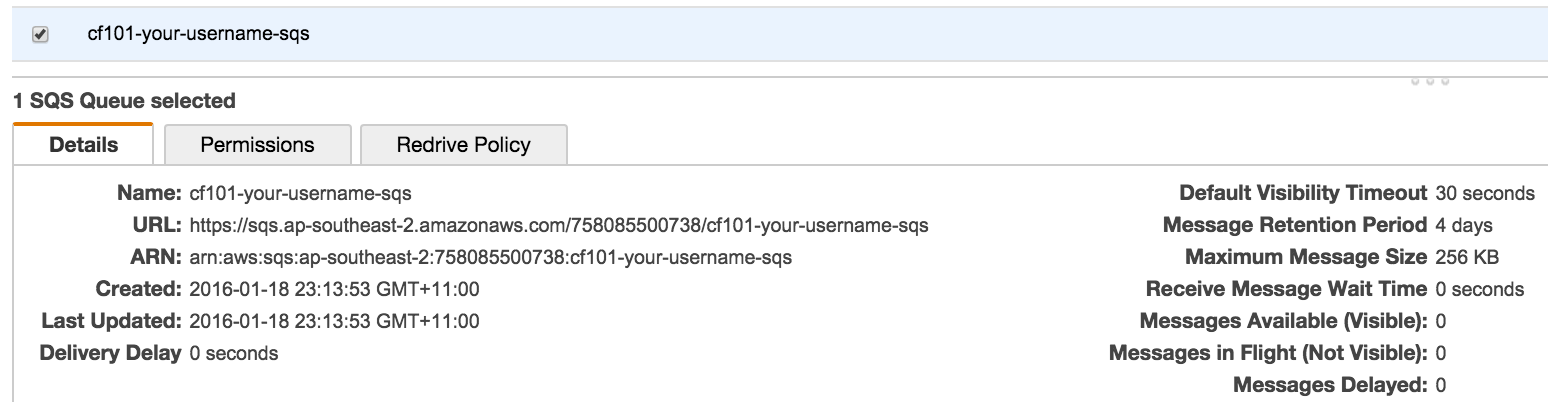 cf101-your-username-sqs
1 SQS Queue selected
Details Permissions Redrive Policy
Name: cf101-your-username-sqs
URL: https://sqs.ap-southeast-2.amazonaws.com/758085500738/cf101-your-username-sqs
ARN: arn:aws:sqs:ap-southeast-2:758085500738:cf101-your-username-sqs
Created: 2016-01-18 23:13:53 GMT+11:00
Last Updated: 2016-01-18 23:13:53 GMT+11:00
Delivery Delay 0 seconds
Default Visibility Timeout 30 seconds
Message Retention Period 4 days
Maximum Message Size 256 KB
Receive Message Wait Time 0 seconds
Messages Available (Visible): 0
Messages in Flight (Not Visible): 0
Messages Delayed: 0